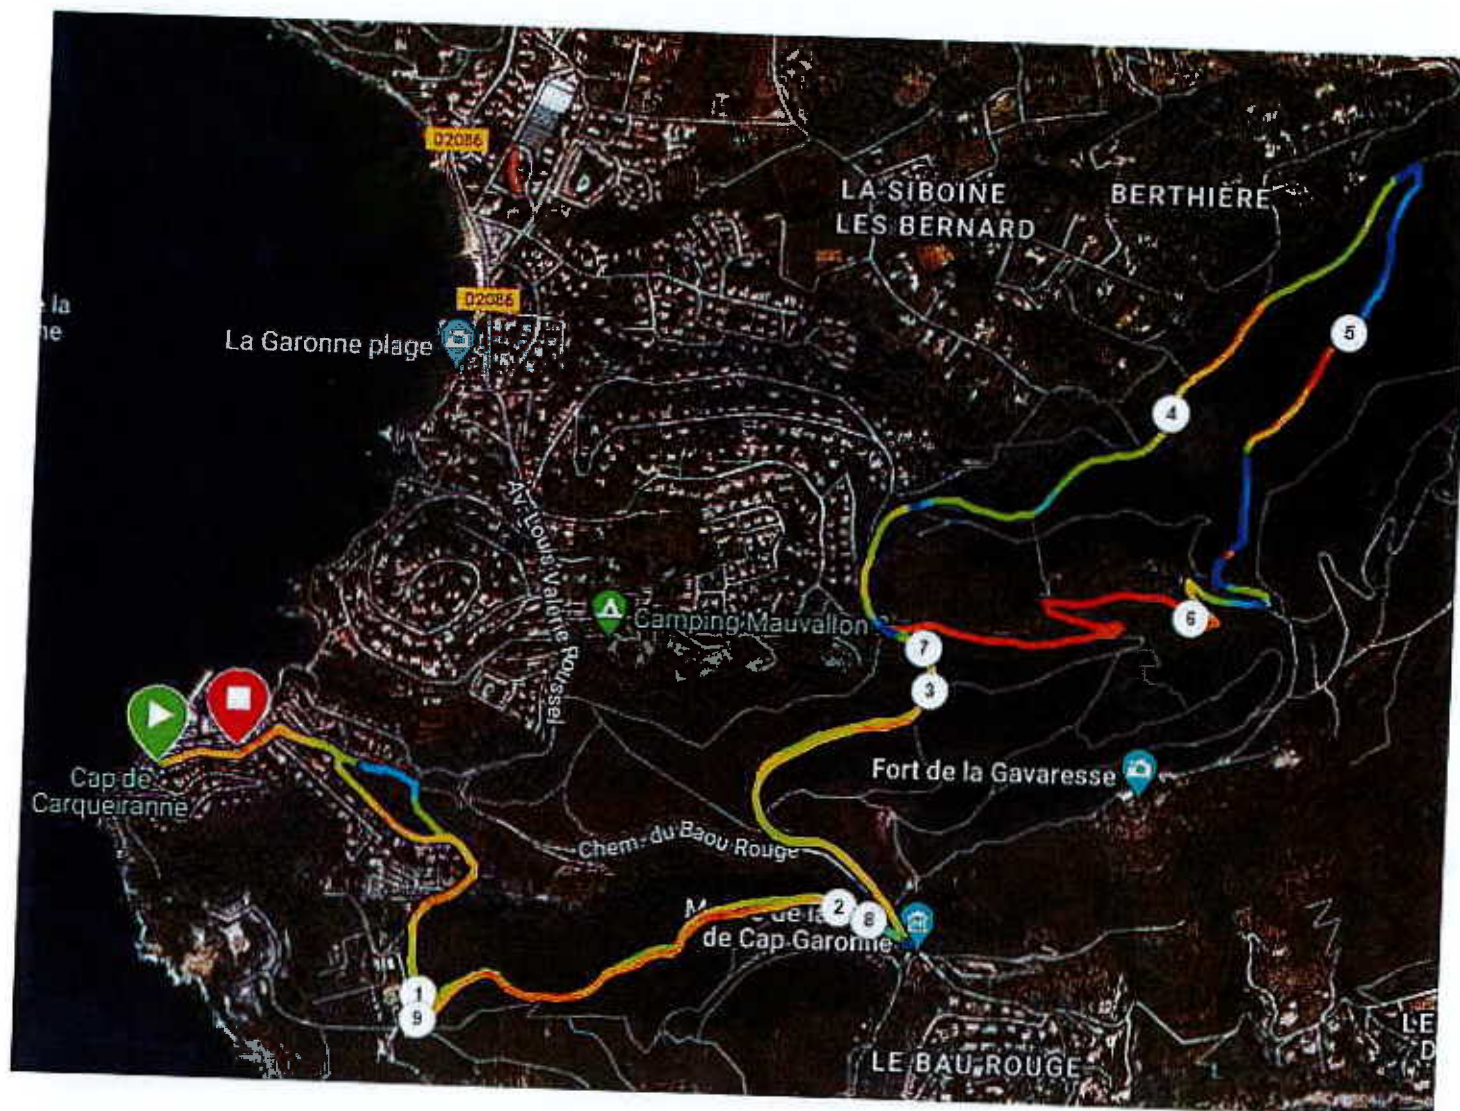 D2086
LA SIBOINE
LES BERNARD
BERTHIÈRE
D2086
La Garonne plage
5
4
Av. Louis Valérie Roussel
Camping Mauvallon
6
7
3
Cap de
Carqueiranne
Fort de la Gavaresse
Chem. du Baou Rouge
2
8
de Cap Garonne
1
9
LE BAU ROUGE